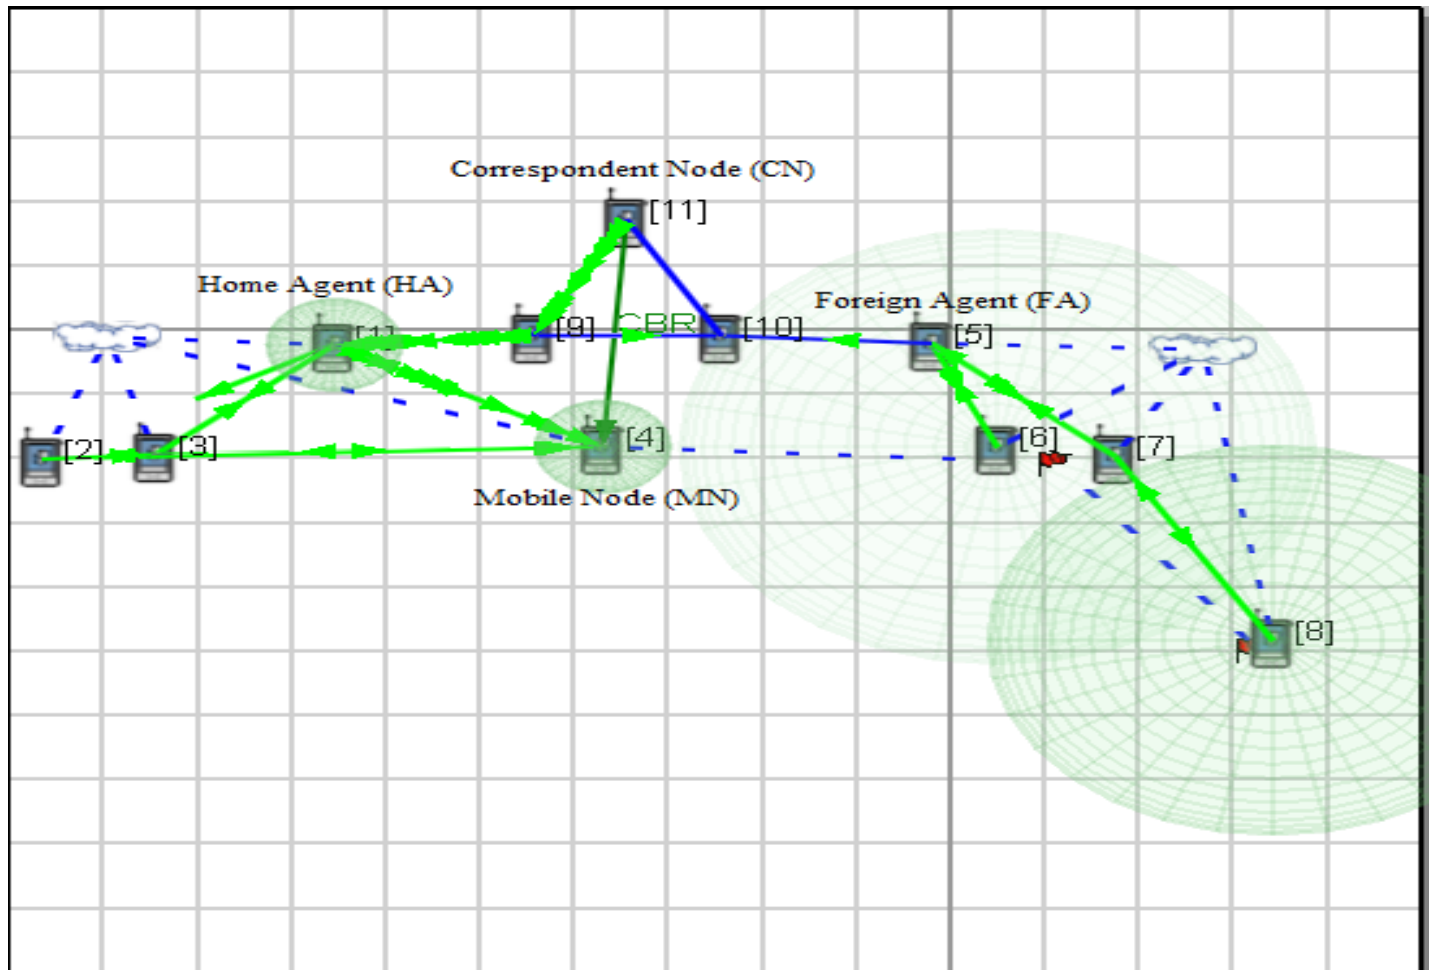 Correspondent Node (CN)
[11]
Home Agent (HA)
Foreign Agent (FA)
[1]
[9]
CBR
[10]
[5]
[2]
[3]
[4]
[6]
[7]
Mobile Node (MN)
[8]